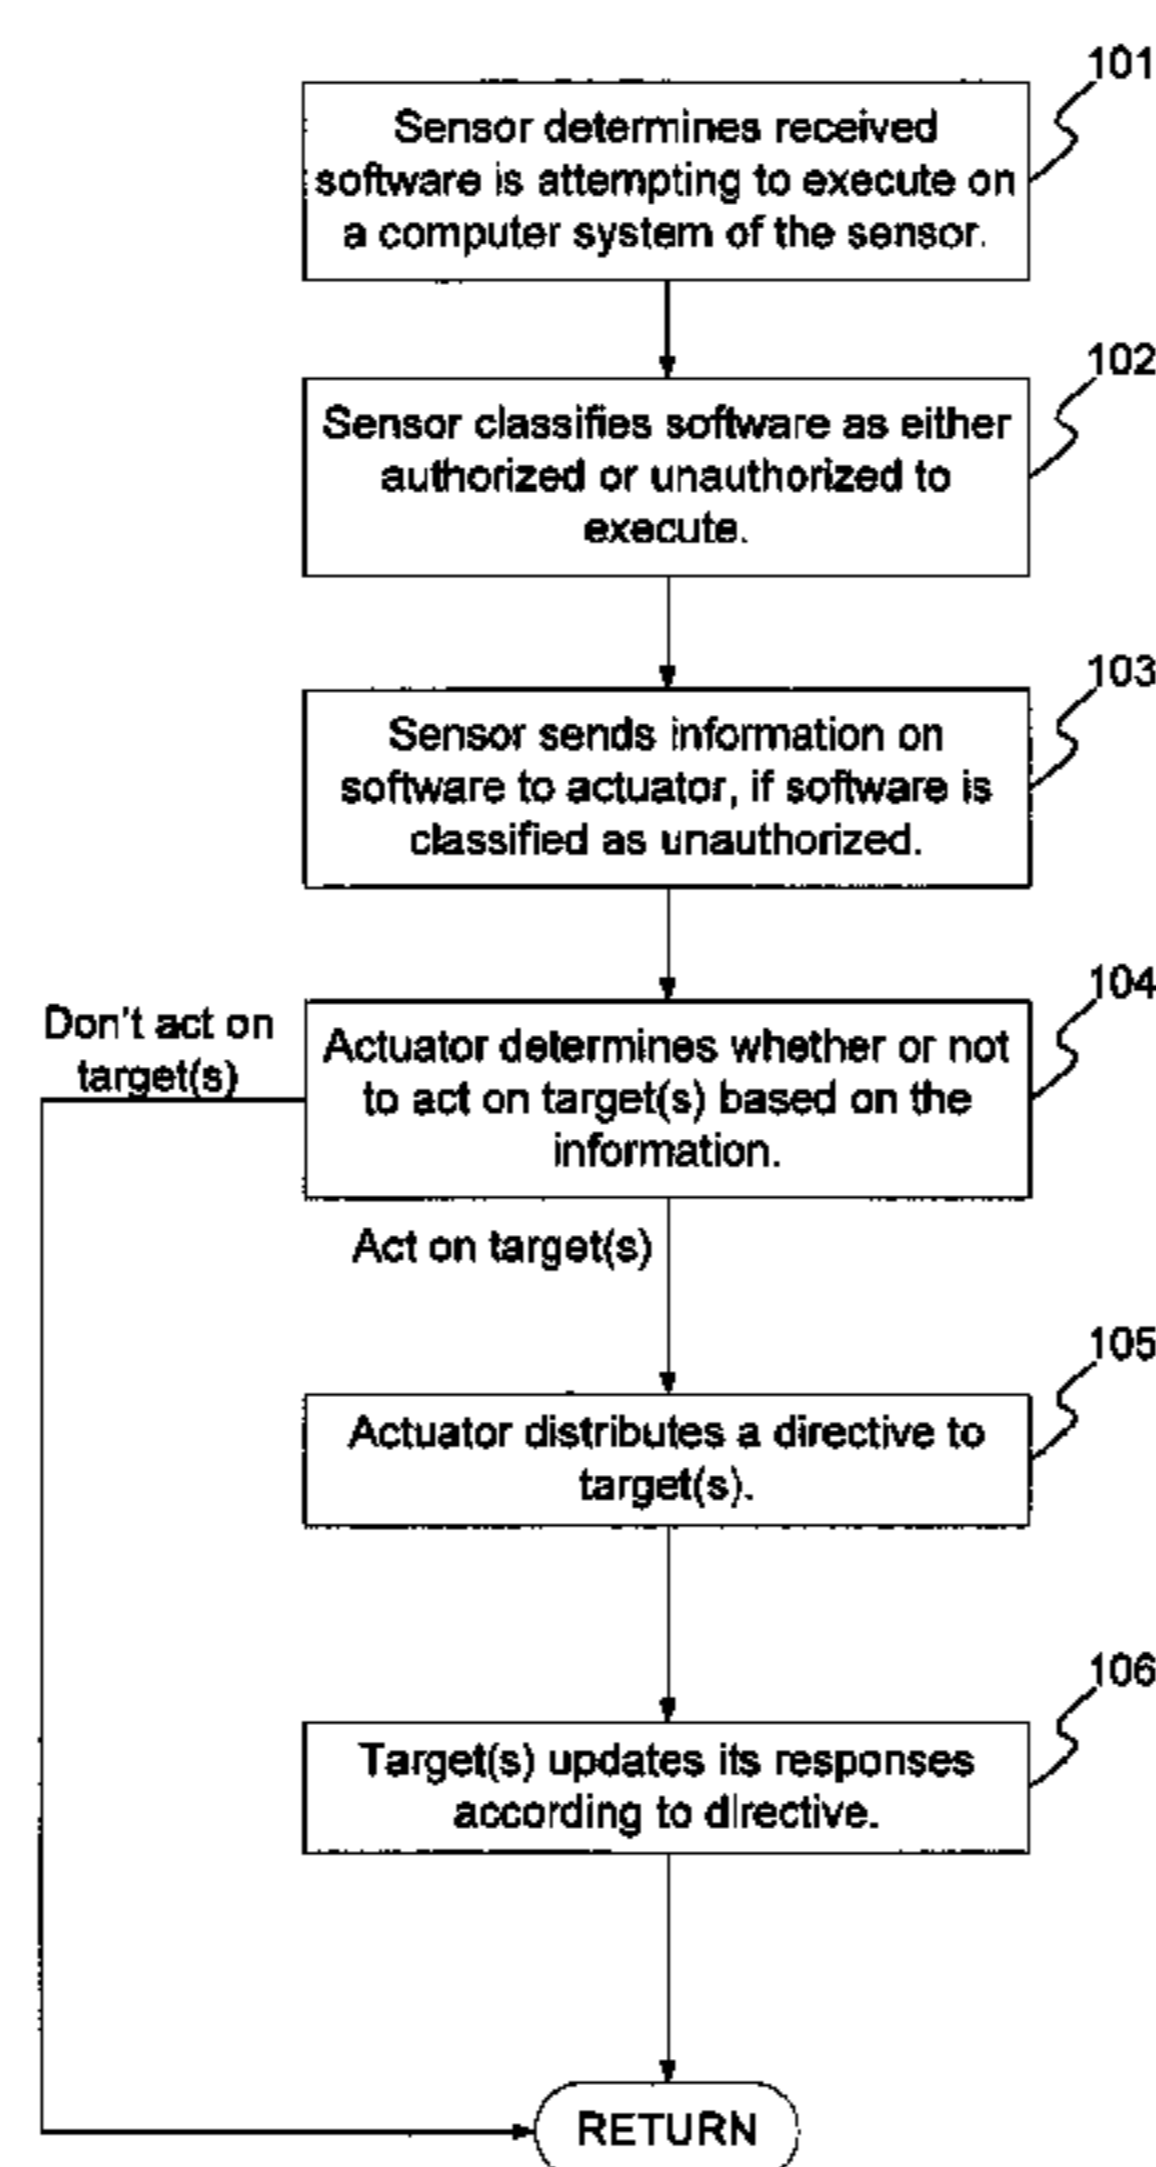 101
Sensor determines received
software is attempting to execute on
a computer system of the sensor.
102
Sensor classifies software as either
authorized or unauthorized to
execute.
103
Sensor sends information on
software to actuator, if software is
classified as unauthorized.
104
Don't act on
target(s)
Actuator determines whether or not
to act on target(s) based on the
information.
Act on target(s)
105
Actuator distributes a directive to
target(s).
106
Target(s) updates its responses
according to directive.
RETURN